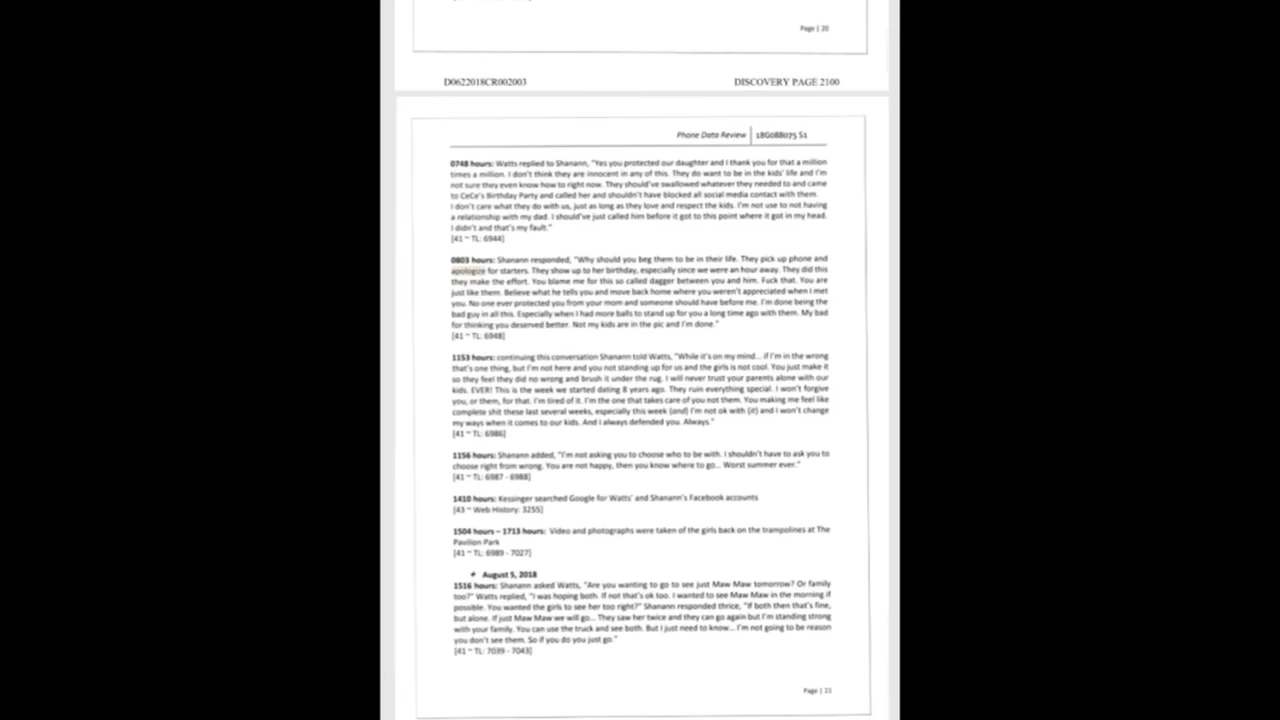 Page | 20
D0622018CR002003 DISCOVERY PAGE 2100
Phone Data Review 18G088075 S1
0748 hours: Watts replied to Shanann, "Yes you protected our daughter and I thank you for that a million
times a million. I don't think they are innocent in any of this. They do want to be in the kids' life and I'm
not sure they even know how to right now. They should've swallowed whatever they needed to and came
to CeCe's Birthday Party and called her and shouldn't have blocked all social media contact with them.
I don't care what they do with us, just as long as they love and respect the kids. I'm not use to not having
a relationship with my dad. I should've just called him before it got to this point where it got in my head.
I didn't and that's my fault."
[41 ~ TL: 6944]
0803 hours: Shanann responded, "Why should you beg them to be in their life. They pick up phone and
apologize for starters. They show up to her birthday, especially since we were an hour away. They did this
they make the effort. You blame me for this so called dagger between you and him. Fuck that. You are
just like them. Believe what he tells you and move back home where you weren't appreciated when I met
you. No one ever protected you from your mom and someone should have before me. I'm done being the
bad guy in all this. Especially when I had more balls to stand up for you a long time ago with them. My bad
for thinking you deserved better. Not my kids are in the pic and I'm done."
[41 ~ TL: 6948]
1153 hours: continuing this conversation Shanann told Watts, "While it's on my mind... if I'm in the wrong
that's one thing, but I'm not here and you not standing up for us and the girls is not cool. You just make it
so they feel they did no wrong and brush it under the rug. I will never trust your parents alone with our
kids. EVER! This is the week we started dating 8 years ago. They ruin everything special. I won't forgive
you, or them, for that. I'm tired of it. I'm the one that takes care of you not them. You making me feel like
complete shit these last several weeks, especially this week (and) I'm not ok with (it) and I won't change
my ways when it comes to our kids. And I always defended you. Always."
[41 ~ TL: 6986]
1156 hours: Shanann added, "I'm not asking you to choose who to be with. I shouldn't have to ask you to
choose right from wrong. You are not happy, then you know where to go... Worst summer ever."
[41 ~ TL: 6987 - 6988]
1410 hours: Kessinger searched Google for Watts' and Shanann's Facebook accounts
[43 ~ Web History: 3255]
1504 hours – 1713 hours: Video and photographs were taken of the girls back on the trampolines at The
Pavilion Park
[41 ~ TL: 6989 - 7027]
August 5, 2018
1516 hours: Shanann asked Watts, "Are you wanting to go to see just Maw Maw tomorrow? Or family
too?" Watts replied, "I was hoping both. If not that's ok too. I wanted to see Maw Maw in the morning if
possible. You wanted the girls to see her too right?" Shanann responded thrice, "If both then that's fine,
but alone. If just Maw Maw we will go... They saw her twice and they can go again but I'm standing strong
with your family. You can use the truck and see both. But I just need to know... I'm not going to be reason
you don't see them. So if you do you just go."
[41 ~ TL: 7039 - 7043]
Page | 21